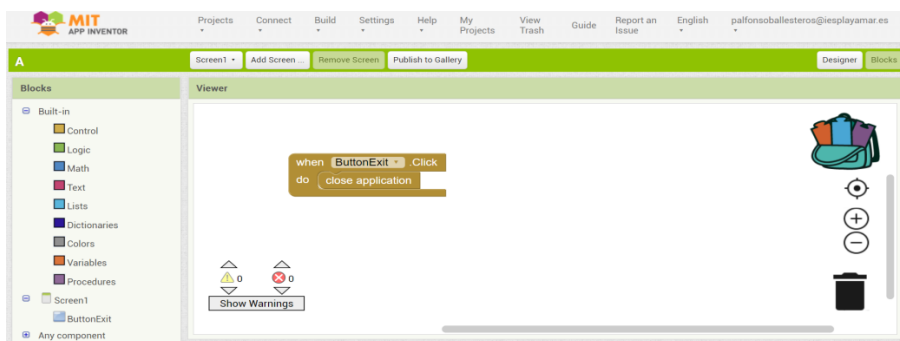 MIT
APP INVENTOR
Projects Connect Build Settings Help My Projects View Trash Guide Report an Issue English palfonsoballesteros@iesplayamar.es
A Screen1 Add Screen ... Remove Screen Publish to Gallery Designer Blocks
Blocks Viewer
Built-in
Control
Logic
Math
Text
Lists
Dictionaries
Colors
Variables
Procedures
Screen1
ButtonExit
Any component
when ButtonExit .Click
do close application
0 0
Show Warnings